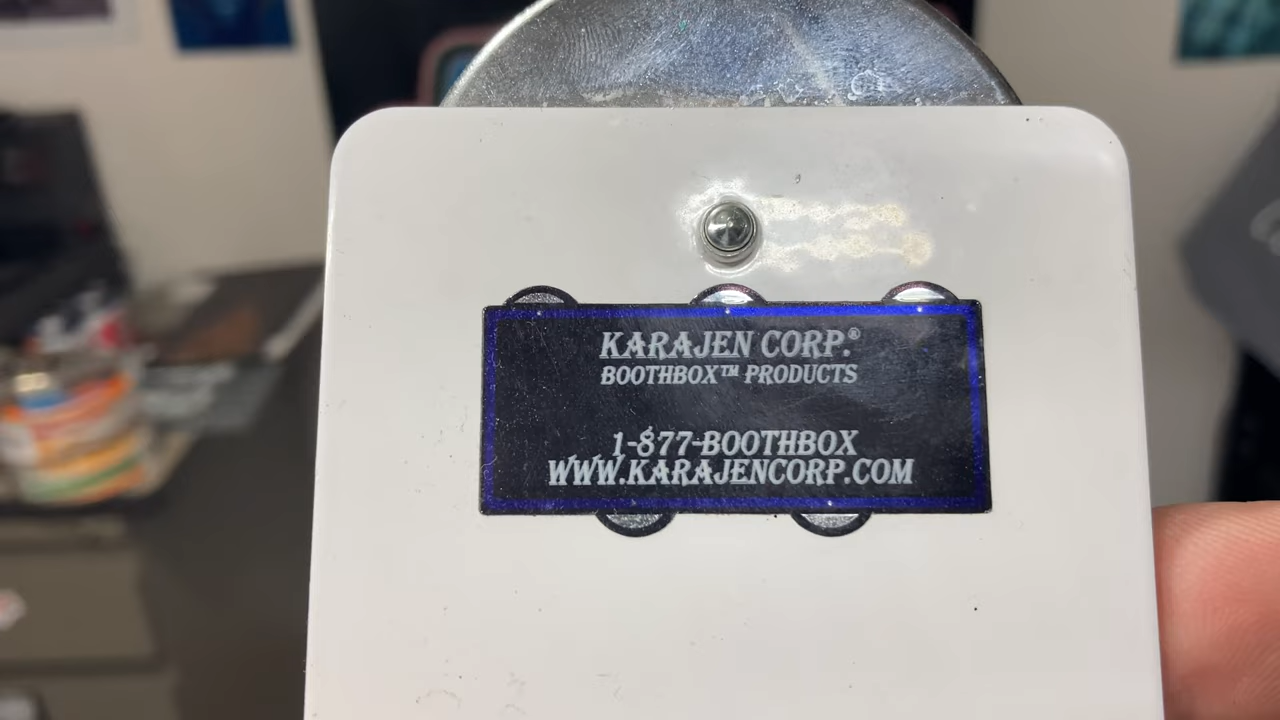 KARAJEN CORP.®
BOOTHBOX™ PRODUCTS
1-877-BOOTHBOX
WWW.KARAJENCORP.COM